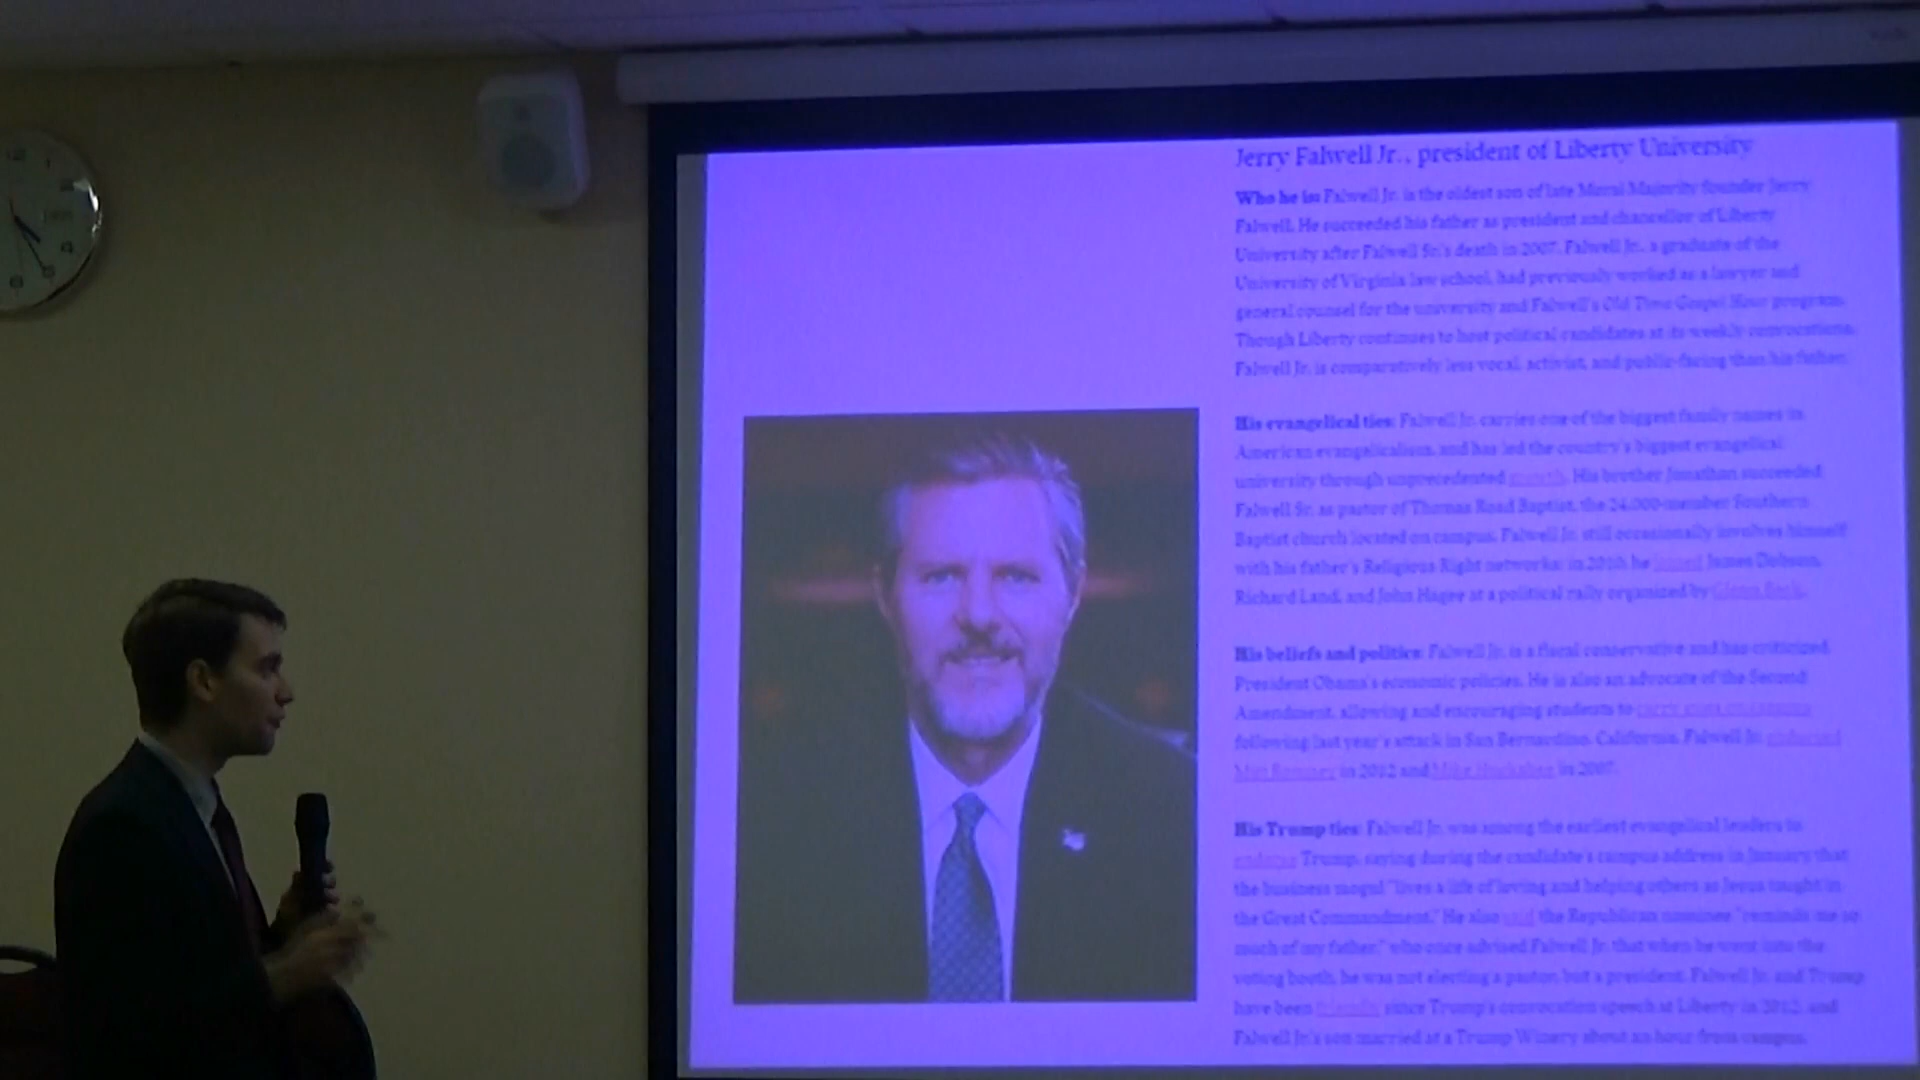 Jerry Falwell Jr., president of Liberty University
Who he is: Falwell Jr. is the oldest son of late Moral Majority founder Jerry
Falwell. He succeeded his father as president and chancellor of Liberty
University after Falwell Sr.'s death in 2007. Falwell Jr., a graduate of the
University of Virginia law school, had previously worked as a lawyer and
general counsel for the university and Falwell's Old Time Gospel Hour program.
Though Liberty continues to host political candidates at its weekly convocations,
Falwell Jr. is comparatively less vocal, activist, and public-facing than his father.
His evangelical ties: Falwell Jr. carries one of the biggest family names in
American evangelicalism, and has led the country's biggest evangelical
university through unprecedented growth. His brother Jonathan succeeded
Falwell Sr. as pastor of Thomas Road Baptist, the 24,000-member Southern
Baptist church located on campus. Falwell Jr. still occasionally involves himself
with his father's Religious Right networks; in 2010, he joined James Dobson,
Richard Land, and John Hagee at a political rally organized by Glenn Beck.
His beliefs and politics: Falwell Jr. is a fiscal conservative and has criticized
President Obama's economic policies. He is also an advocate of the Second
Amendment, allowing and encouraging students to carry guns on campus
following last year's attack in San Bernardino, California. Falwell Jr. endorsed
Mitt Romney in 2012 and Mike Huckabee in 2007.
His Trump ties: Falwell Jr. was among the earliest evangelical leaders to
endorse Trump, saying during the candidate's campus address in January that
the business mogul "lives a life of loving and helping others as Jesus taught in
the Great Commandment." He also said the Republican nominee "reminds me so
much of my father," who once advised Falwell Jr. that when he went into the
voting booth, he was not electing a pastor, but a president. Falwell Jr. and Trump
have been friendly since Trump's convocation speech at Liberty in 2012, and
Falwell Jr.'s son married at a Trump Winery about an hour from campus.